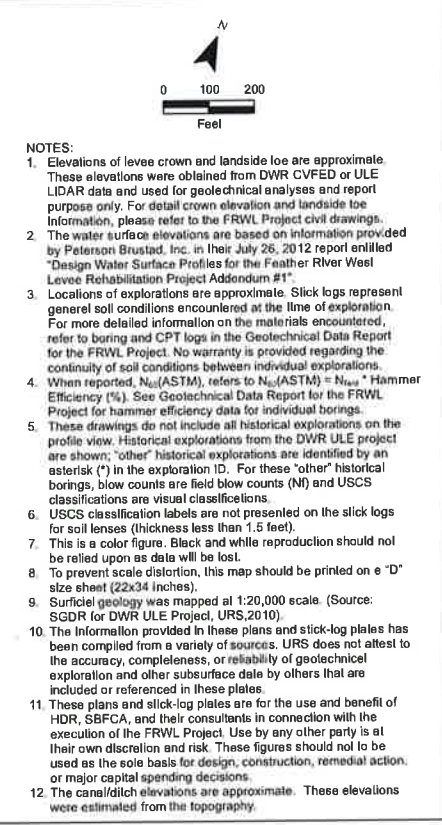 N
0 100 200
Feet
NOTES:
1. Elevations of levee crown and landside toe are approximate.
These elevations were obtained from DWR CVFED or ULE
LIDAR data and used for geotechnical analyses and report
purpose only. For detail crown elevation and landside toe
Information, please refer to the FRWL Project civil drawings.
2. The water surface elevations are based on information provided
by Peterson Brustad, Inc. in their July 26, 2012 report entitled
"Design Water Surface Profiles for the Feather River West
Levee Rehabilitation Project Addendum #1".
3. Locations of explorations are approximate. Stick logs represent
general soil conditions encountered at the time of exploration.
For more detailed information on the materials encountered,
refer to boring and CPT logs in the Geotechnical Data Report
for the FRWL Project. No warranty is provided regarding the
continuity of soil conditions between individual explorations.
4. When reported, N60(ASTM), refers to N60(ASTM) = Nfield * Hammer
Efficiency (%). See Geotechnical Data Report for the FRWL
Project for hammer efficiency data for individual borings.
5. These drawings do not include all historical explorations on the
profile view. Historical explorations from the DWR ULE project
are shown; "other" historical explorations are identified by an
asterisk (*) in the exploration ID. For these "other" historical
borings, blow counts are field blow counts (Nf) and USCS
classifications are visual classifications.
6. USCS classification labels are not presented on the stick logs
for soil lenses (thickness less than 1.5 feet).
7. This is a color figure. Black and while reproduction should not
be relied upon as data will be lost.
8. To prevent scale distortion, this map should be printed on a "D"
size sheet (22x34 inches).
9. Surficial geology was mapped at 1:20,000 scale. (Source:
SGDR for DWR ULE Project, URS,2010).
10. The Information provided in these plans and stick-log plates has
been compiled from a variety of sources. URS does not attest to
the accuracy, completeness, or reliability of geotechnical
exploration and other subsurface data by others that are
included or referenced in these plates.
11. These plans and stick-log plates are for the use and benefit of
HDR, SBFCA, and their consultants in connection with the
execution of the FRWL Project. Use by any other party is at
their own discretion and risk. These figures should not to be
used as the sole basis for design, construction, remedial action,
or major capital spending decisions.
12. The canal/ditch elevations are approximate. These elevations
were estimated from the topography.